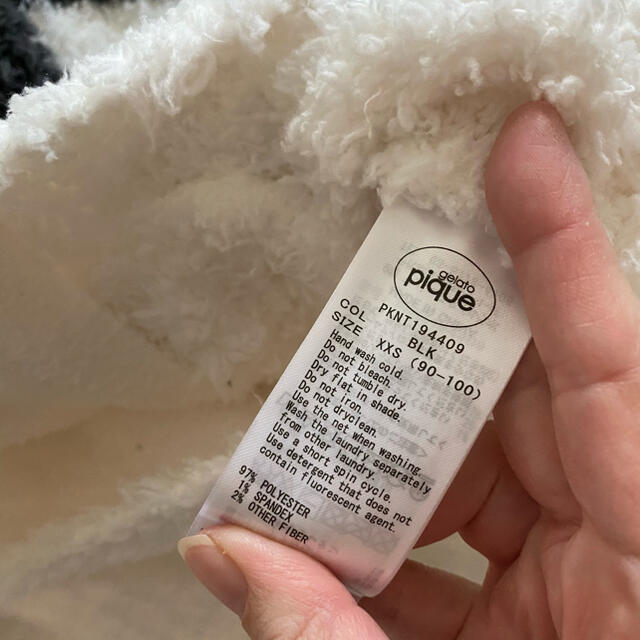 gelato
pique
PKNT194409
COL BLK
SIZE XXS (90-100)
Hand wash cold.
Do not bleach.
Do not tumble dry.
Dry flat in shade.
Do not iron.
Do not dryclean.
Use the net when washing.
Wash the laundry separately
from other laundry.
Use a short spin cycle.
Use detergent that does not
contain fluorescent agent.
97% POLYESTER
1% SPANDEX
2% OTHER FIBER